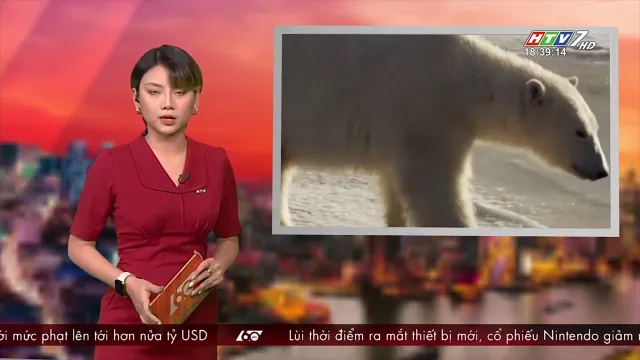 HTV7 HD
18:39:14
ới mức phạt lên tới hơn nửa tỷ USD 60 Lùi thời điểm ra mắt thiết bị mới, cổ phiếu Nintendo giảm